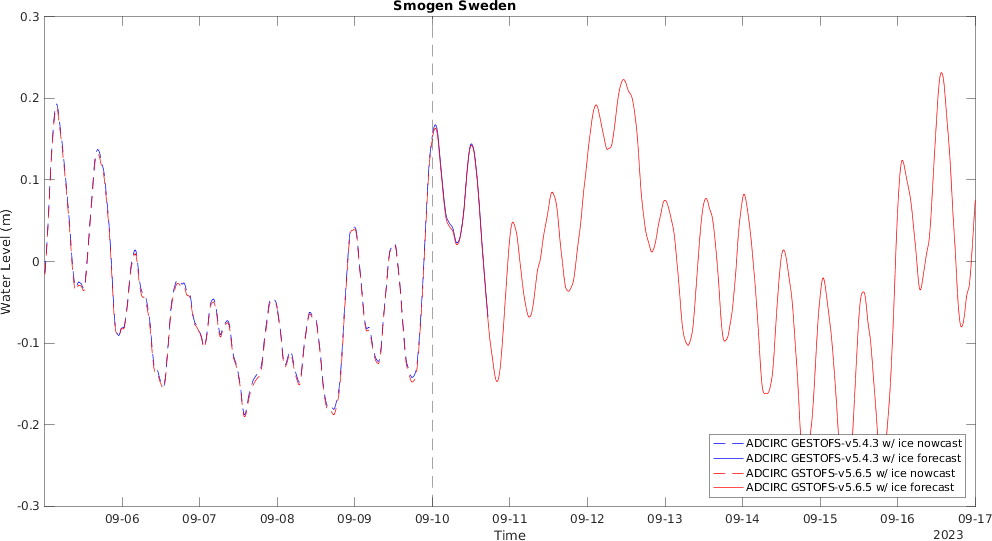 Smogen Sweden
0.3
0.2
0.1
0
-0.1
-0.2
-0.3
Water Level (m)
ADCIRC GESTOFS-v5.4.3 w/ ice nowcast
ADCIRC GESTOFS-v5.4.3 w/ ice forecast
ADCIRC GSTOFS-v5.6.5 w/ ice nowcast
ADCIRC GSTOFS-v5.6.5 w/ ice forecast
09-06 09-07 09-08 09-09 09-10 09-11 09-12 09-13 09-14 09-15 09-16 09-17
Time
2023